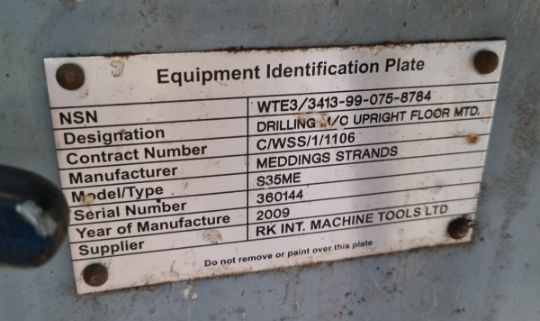 Equipment Identification Plate
NSN WTE3/3413-99-075-8784
Designation DRILLING M/C UPRIGHT FLOOR MTD.
Contract Number C/WSS/1/1106
Manufacturer MEDDINGS STRANDS
Model/Type S35ME
Serial Number 360144
Year of Manufacture 2009
Supplier RK INT. MACHINE TOOLS LTD
Do not remove or paint over this plate